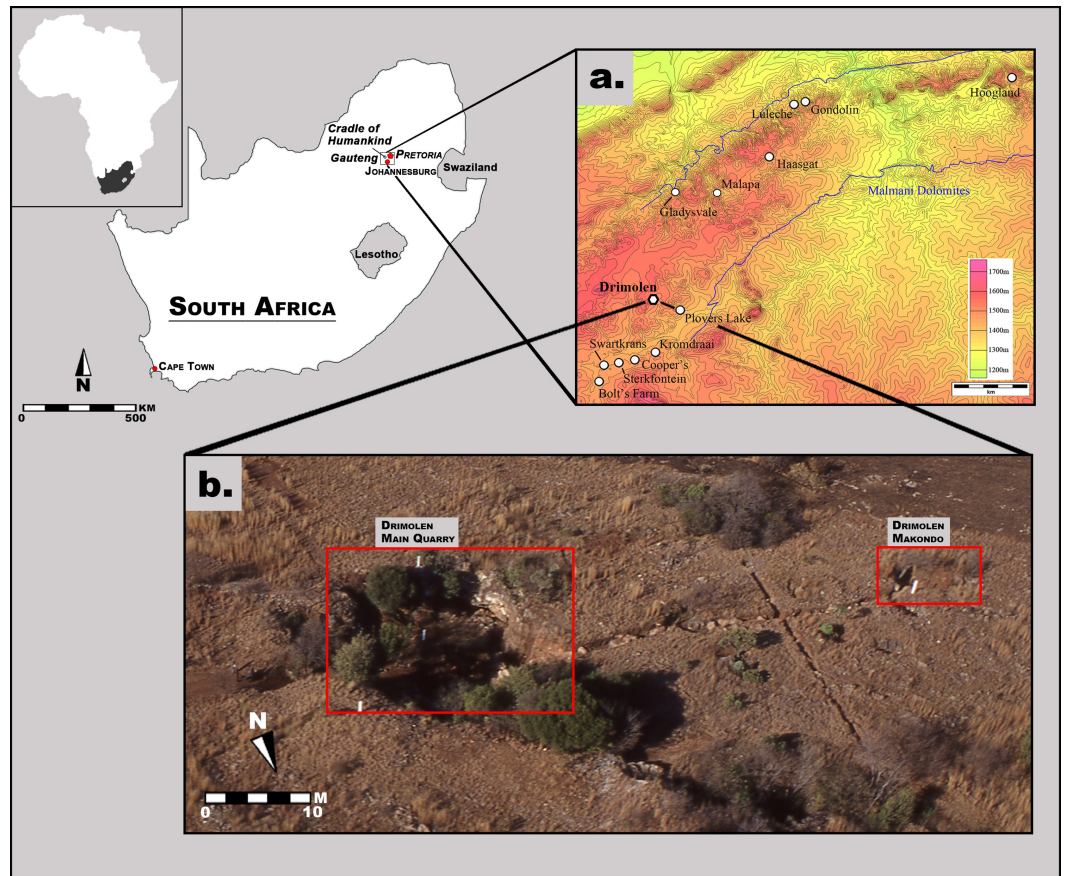 Cradle of
Humankind
Gauteng
Pretoria
Johannesburg
Swaziland
Lesotho
South Africa
Cape Town
N
0 500 KM
a.
Hoogland
Luleche
Gondolin
Haasgat
Malmani Dolomites
Malapa
Gladysvale
Drimolen
Plovers Lake
Swartkrans
Kromdraai
Cooper's
Sterkfontein
Bolt's Farm
1700m
1600m
1500m
1400m
1300m
1200m
km
b.
Drimolen
Main Quarry
Drimolen
Makondo
N
M
0 10